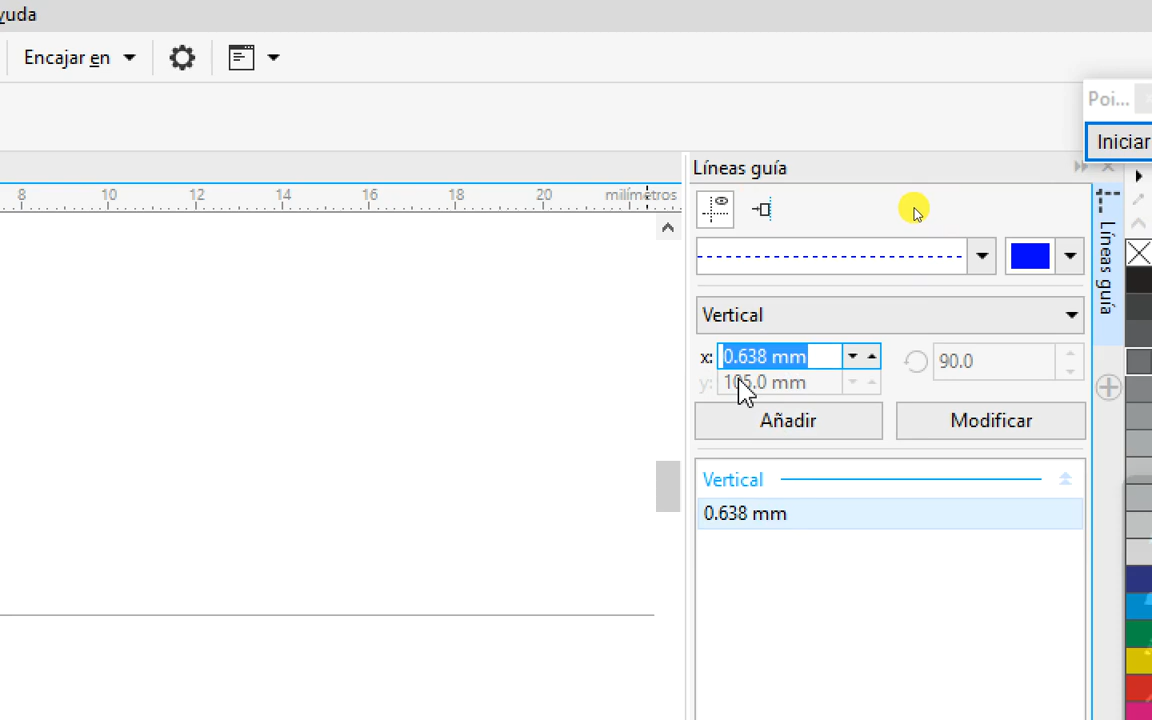 yuda
Encajar en
Poi...
Iniciar
Líneas guía
8 10 12 14 16 18 20 milímetros
Líneas guía
Vertical
x: 0.638 mm 90.0
y: 105.0 mm
Añadir Modificar
Vertical
0.638 mm